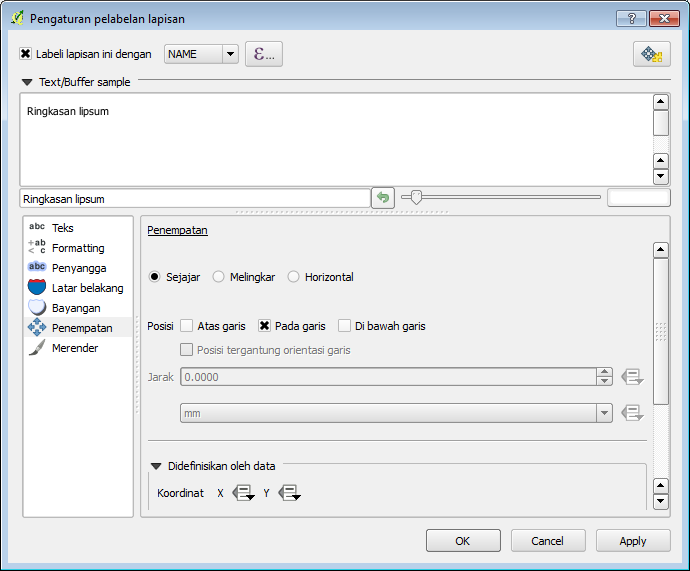 Pengaturan pelabelan lapisan
Labeli lapisan ini dengan NAME ε...
Text/Buffer sample
Ringkasan lipsum
Ringkasan lipsum
abc Teks
+ab < c Formatting
abc Penyangga
Latar belakang
Bayangan
Penempatan
Merender
Penempatan
Sejajar Melingkar Horizontal
Posisi Atas garis Pada garis Di bawah garis
Posisi tergantung orientasi garis
Jarak 0.0000
mm
Didefinisikan oleh data
Koordinat X Y
OK Cancel Apply